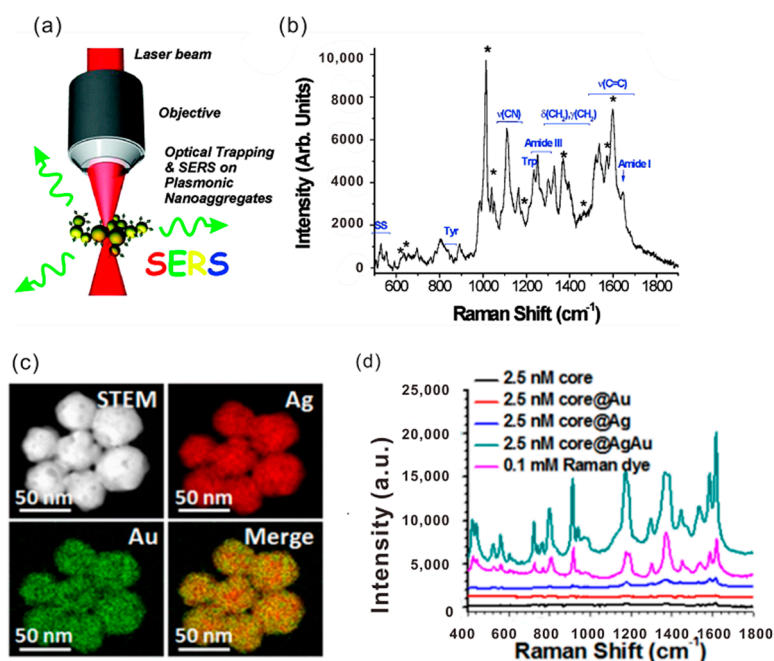 (a)
Laser beam
Objective
Optical Trapping
& SERS on
Plasmonic
Nanoaggregates
SERS
(b)
Intensity (Arb. Units)
10,000
8000
6000
4000
2000
0
SS
*
*
Tyr
*
*
ν(CN)
*
Trp
Amide III
δ(CH2),γ(CH2)
*
*
ν(C=C)
*
*
Amide I
600 800 1000 1200 1400 1600 1800
Raman Shift (cm-1)
(c)
STEM
50 nm
Ag
50 nm
Au
50 nm
Merge
50 nm
(d)
2.5 nM core
2.5 nM core@Au
2.5 nM core@Ag
2.5 nM core@AgAu
0.1 mM Raman dye
Intensity (a.u.)
25,000
20,000
15,000
10,000
5,000
0
400 600 800 1000 1200 1400 1600 1800
Raman Shift (cm-1)